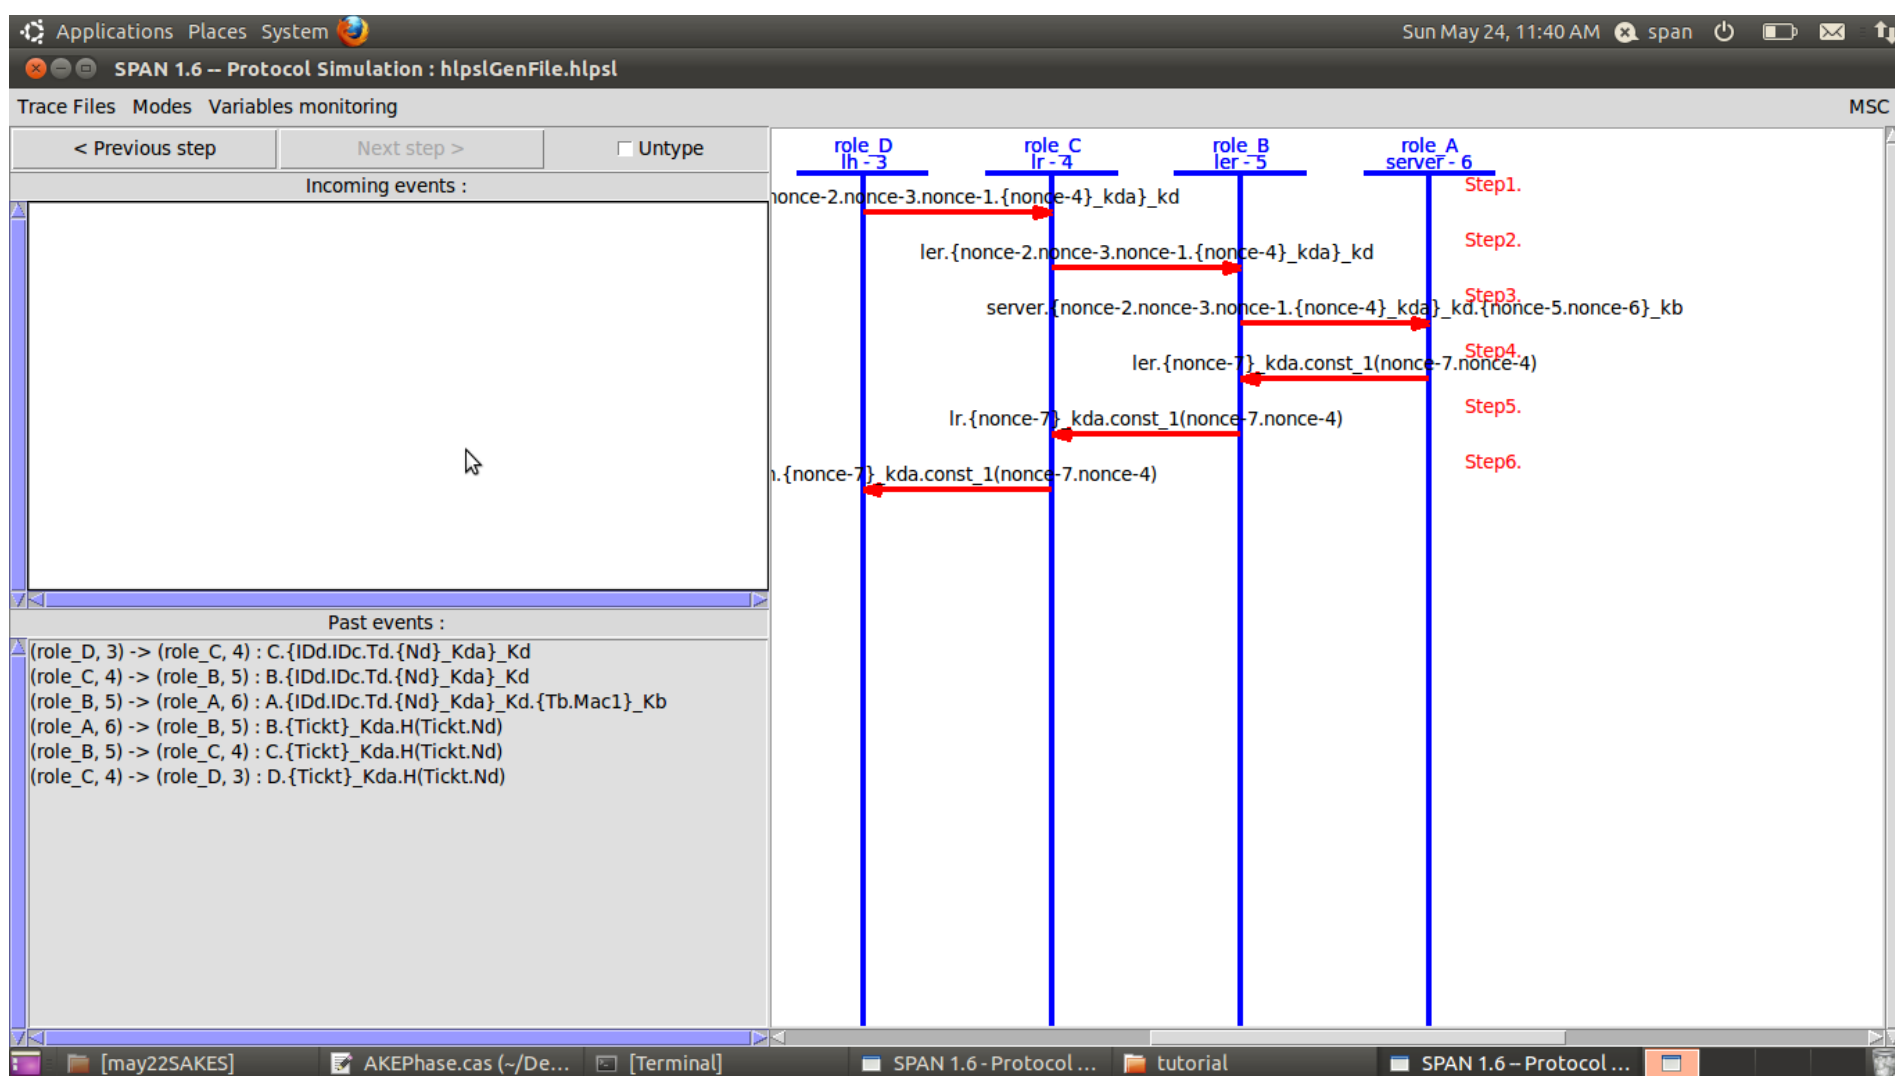 Applications Places System
Sun May 24, 11:40 AM span
SPAN 1.6 -- Protocol Simulation : hlpslGenFile.hlpsl
Trace Files Modes Variables monitoring
MSC
< Previous step
Next step >
Untype
Incoming events :
Past events :
(role_D, 3) -> (role_C, 4) : C.{IDd.IDc.Td.{Nd}_Kda}_Kd
(role_C, 4) -> (role_B, 5) : B.{IDd.IDc.Td.{Nd}_Kda}_Kd
(role_B, 5) -> (role_A, 6) : A.{IDd.IDc.Td.{Nd}_Kda}_Kd.{Tb.Mac1}_Kb
(role_A, 6) -> (role_B, 5) : B.{Tickt}_Kda.H(Tickt.Nd)
(role_B, 5) -> (role_C, 4) : C.{Tickt}_Kda.H(Tickt.Nd)
(role_C, 4) -> (role_D, 3) : D.{Tickt}_Kda.H(Tickt.Nd)
role_D
lh - 3
role_C
lr - 4
role_B
ler - 5
role_A
server - 6
Step1.
nonce-2.nonce-3.nonce-1.{nonce-4}_kda}_kd
Step2.
ler.{nonce-2.nonce-3.nonce-1.{nonce-4}_kda}_kd
Step3.
server.{nonce-2.nonce-3.nonce-1.{nonce-4}_kda}_kd.{nonce-5.nonce-6}_kb
Step4.
ler.{nonce-7}_kda.const_1(nonce-7.nonce-4)
Step5.
lr.{nonce-7}_kda.const_1(nonce-7.nonce-4)
Step6.
.{nonce-7}_kda.const_1(nonce-7.nonce-4)
[may22SAKES]
AKEPhase.cas (~/De...
[Terminal]
SPAN 1.6 - Protocol ...
tutorial
SPAN 1.6 -- Protocol ...